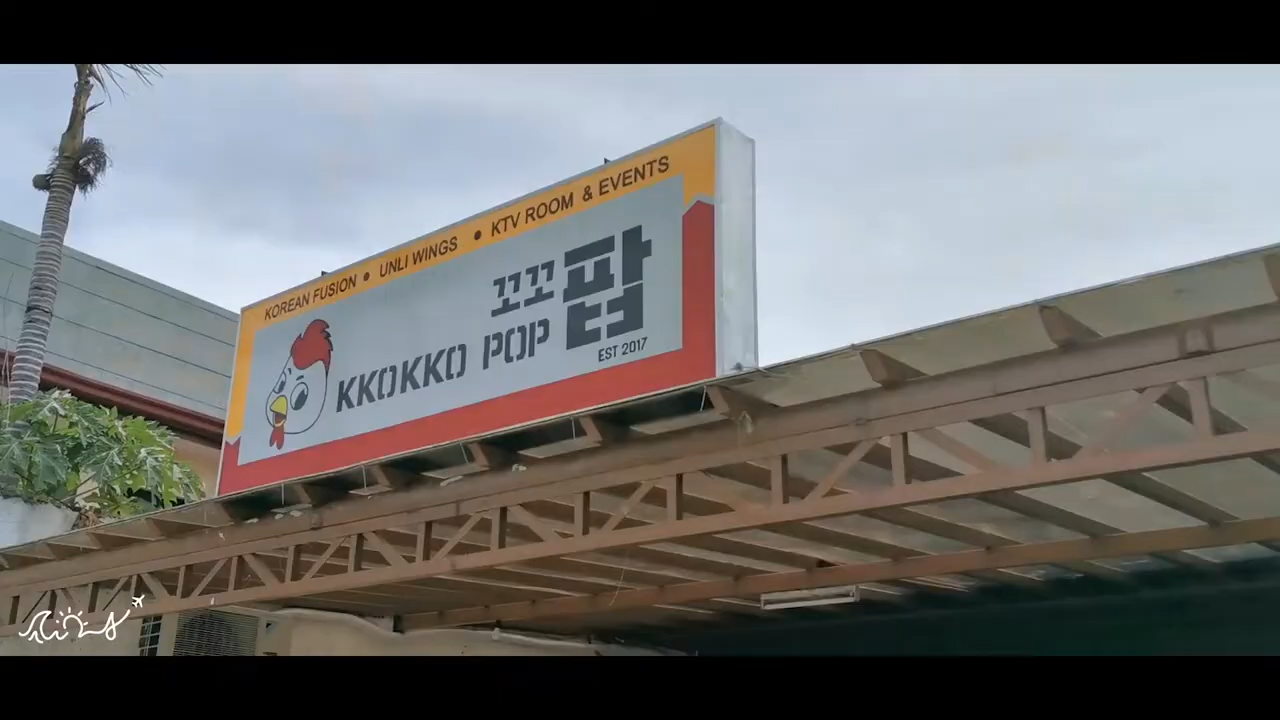 KOREAN FUSION • UNLI WINGS • KTV ROOM & EVENTS
꼬꼬팝
KKOKKO POP
EST 2017